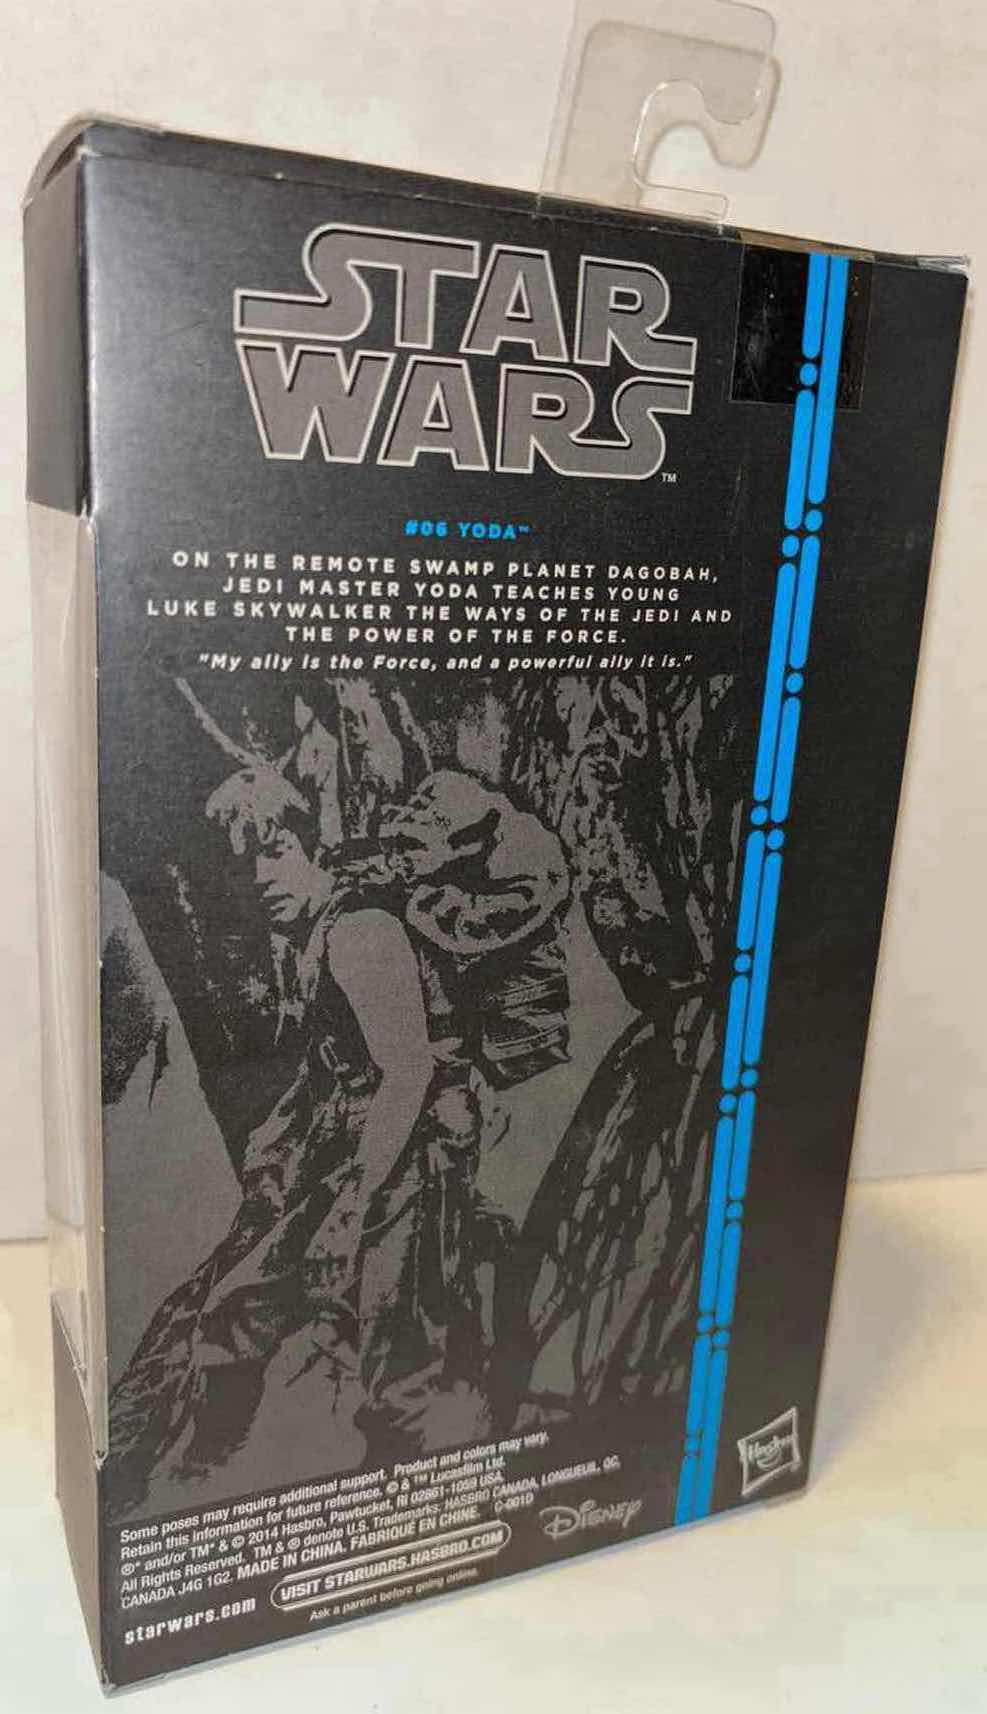 STAR
WARS™
#06 YODA™
ON THE REMOTE SWAMP PLANET DAGOBAH,
JEDI MASTER YODA TEACHES YOUNG
LUKE SKYWALKER THE WAYS OF THE JEDI AND
THE POWER OF THE FORCE.
"My ally is the Force, and a powerful ally it is."
Some poses may require additional support. Product and colors may vary.
Retain this information for future reference. © & ™ Lucasfilm Ltd.
®* and/or TM* & © 2014 Hasbro, Pawtucket, RI 02861-1059 USA.
All Rights Reserved. TM & ® denote U.S. Trademarks. HASBRO CANADA, LONGUEUIL, QC,
CANADA J4G 1G2. MADE IN CHINA. FABRIQUÉ EN CHINE. C-001D
starwars.com
VISIT STARWARS.HASBRO.COM
Ask a parent before going online.
Disney
Hasbro